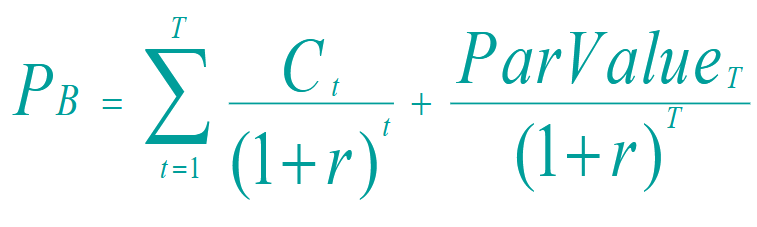 P_B = \sum_{t=1}^{T} \frac{C_t}{(1+r)^t} + \frac{ParValue_T}{(1+r)^T}